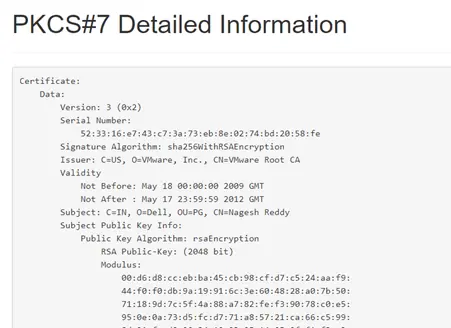 PKCS#7 Detailed Information
Certificate:
Data:
Version: 3 (0x2)
Serial Number:
52:33:16:e7:43:c7:3a:73:eb:8e:02:74:bd:20:58:fe
Signature Algorithm: sha256WithRSAEncryption
Issuer: C=US, O=VMware, Inc., CN=VMware Root CA
Validity
Not Before: May 18 00:00:00 2009 GMT
Not After : May 17 23:59:59 2012 GMT
Subject: C=IN, O=Dell, OU=PG, CN=Nagesh Reddy
Subject Public Key Info:
Public Key Algorithm: rsaEncryption
RSA Public-Key: (2048 bit)
Modulus:
00:d6:d8:cc:eb:ba:45:cb:98:cf:d7:c5:24:aa:f9:
44:f0:f0:db:9a:19:91:6c:3e:60:48:28:a0:7b:50:
71:18:9d:7c:5f:4a:88:a7:82:fe:f3:90:78:c0:e5:
95:0e:0a:73:d5:fc:d7:71:a8:57:21:ca:66:c5:99: